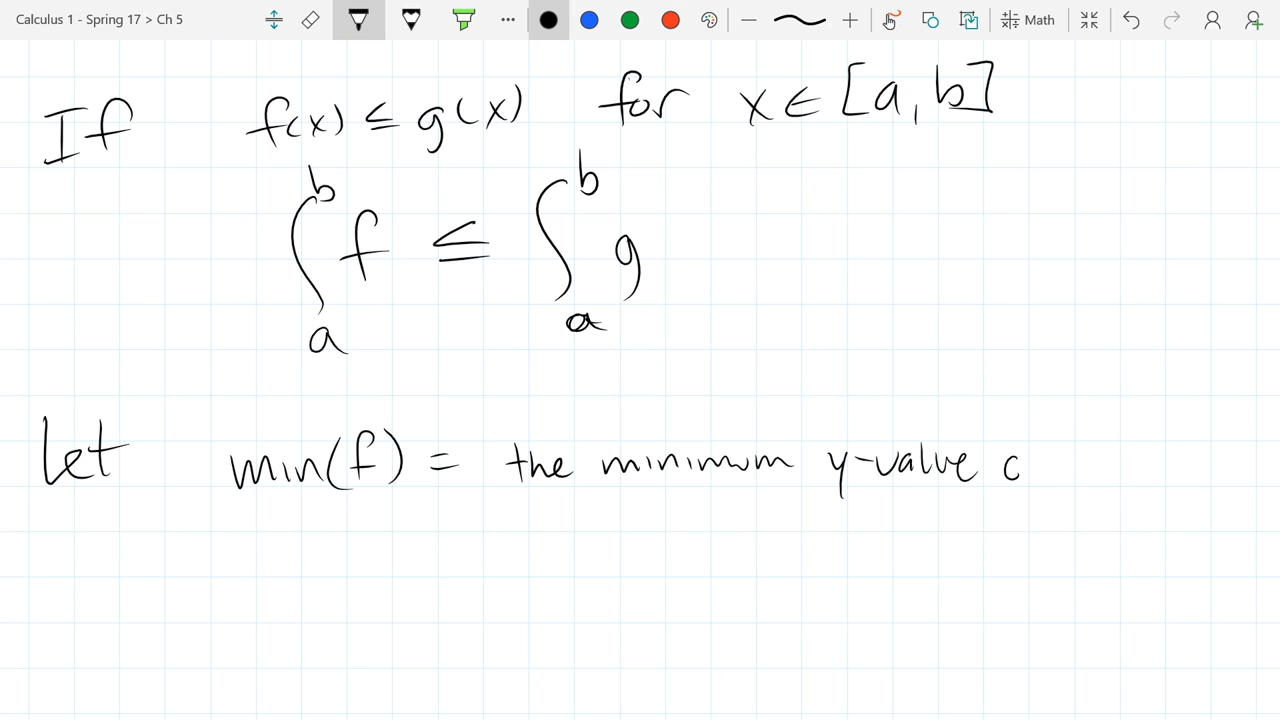 Calculus 1 - Spring 17 > Ch 5
Math
If f(x) ≤ g(x) for x ∈ [a, b]
∫_a^b f ≤ ∫_a^b g
Let min(f) = the minimum y-value c